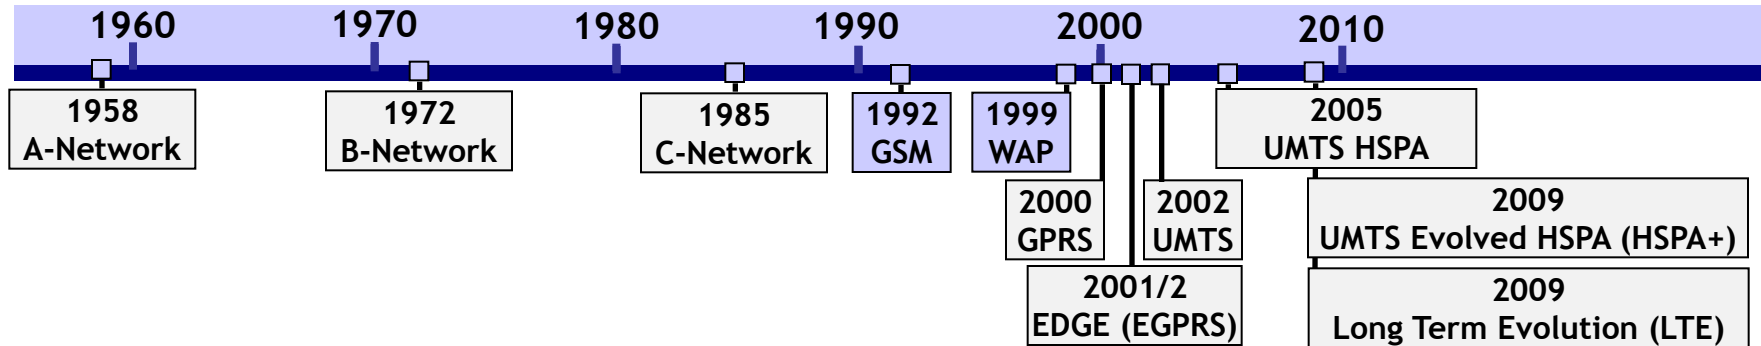 1960
1970
1980
1990
2000
2010
1958
A-Network
1972
B-Network
1985
C-Network
1992
GSM
1999
WAP
2005
UMTS HSPA
2000
GPRS
2002
UMTS
2009
UMTS Evolved HSPA (HSPA+)
2001/2
EDGE (EGPRS)
2009
Long Term Evolution (LTE)